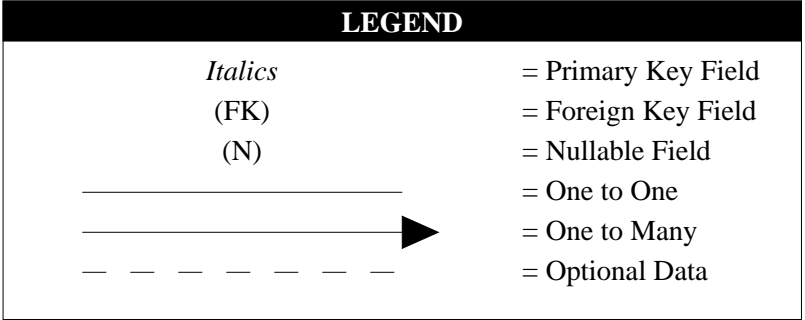 LEGEND
Italics = Primary Key Field
(FK) = Foreign Key Field
(N) = Nullable Field
= One to One
= One to Many
= Optional Data